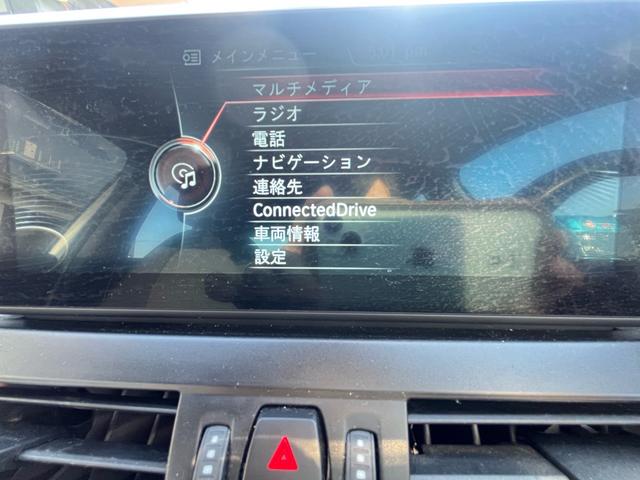 メインメニュー
マルチメディア
ラジオ
電話
ナビゲーション
連絡先
ConnectedDrive
車両情報
設定